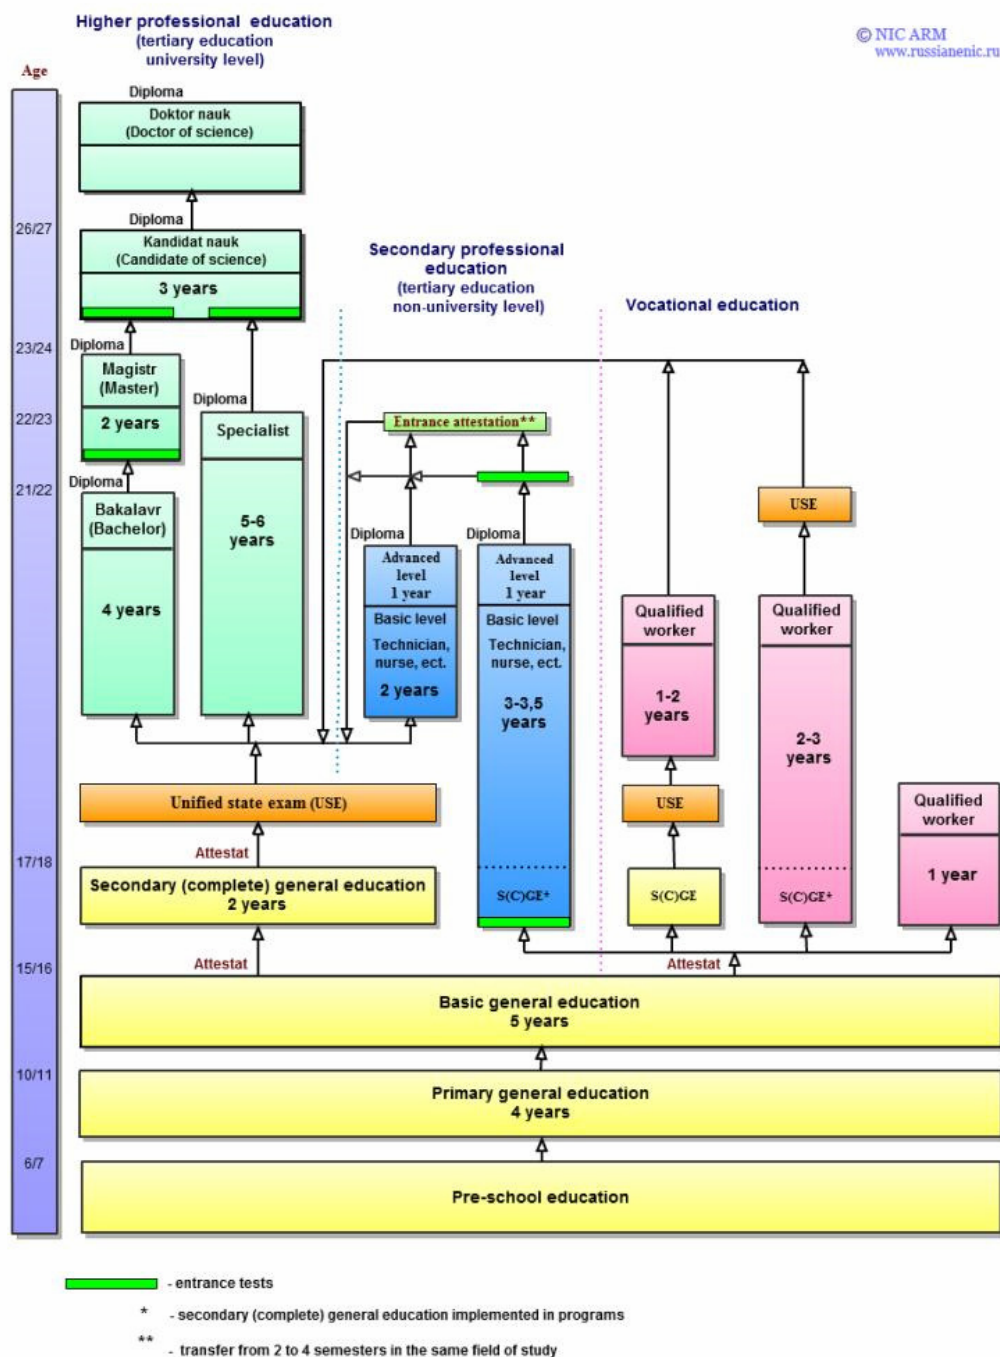 Higher professional education
(tertiary education
university level)
© NIC ARM
www.russianenic.ru
Age
Diploma
Doktor nauk
(Doctor of science)
26/27
Diploma
Kandidat nauk
(Candidate of science)
3 years
Secondary professional
education
(tertiary education
non-university level)
Vocational education
23/24
Diploma
Magistr
(Master)
2 years
Diploma
Specialist
5-6
years
22/23
Entrance attestation**
21/22
Diploma
Bakalavr
(Bachelor)
4 years
Diploma
Advanced
level
1 year
Basic level
Technician,
nurse, ect.
2 years
Diploma
Advanced
level
1 year
Basic level
Technician,
nurse, ect.
3-3,5
years
S(C)GE*
USE
Qualified
worker
1-2
years
USE
S(C)GE
Qualified
worker
2-3
years
S(C)GE*
Qualified
worker
1 year
Unified state exam (USE)
Attestat
17/18
Secondary (complete) general education
2 years
Attestat
Attestat
15/16
Basic general education
5 years
10/11
Primary general education
4 years
6/7
Pre-school education
- entrance tests
* - secondary (complete) general education implemented in programs
** - transfer from 2 to 4 semesters in the same field of study